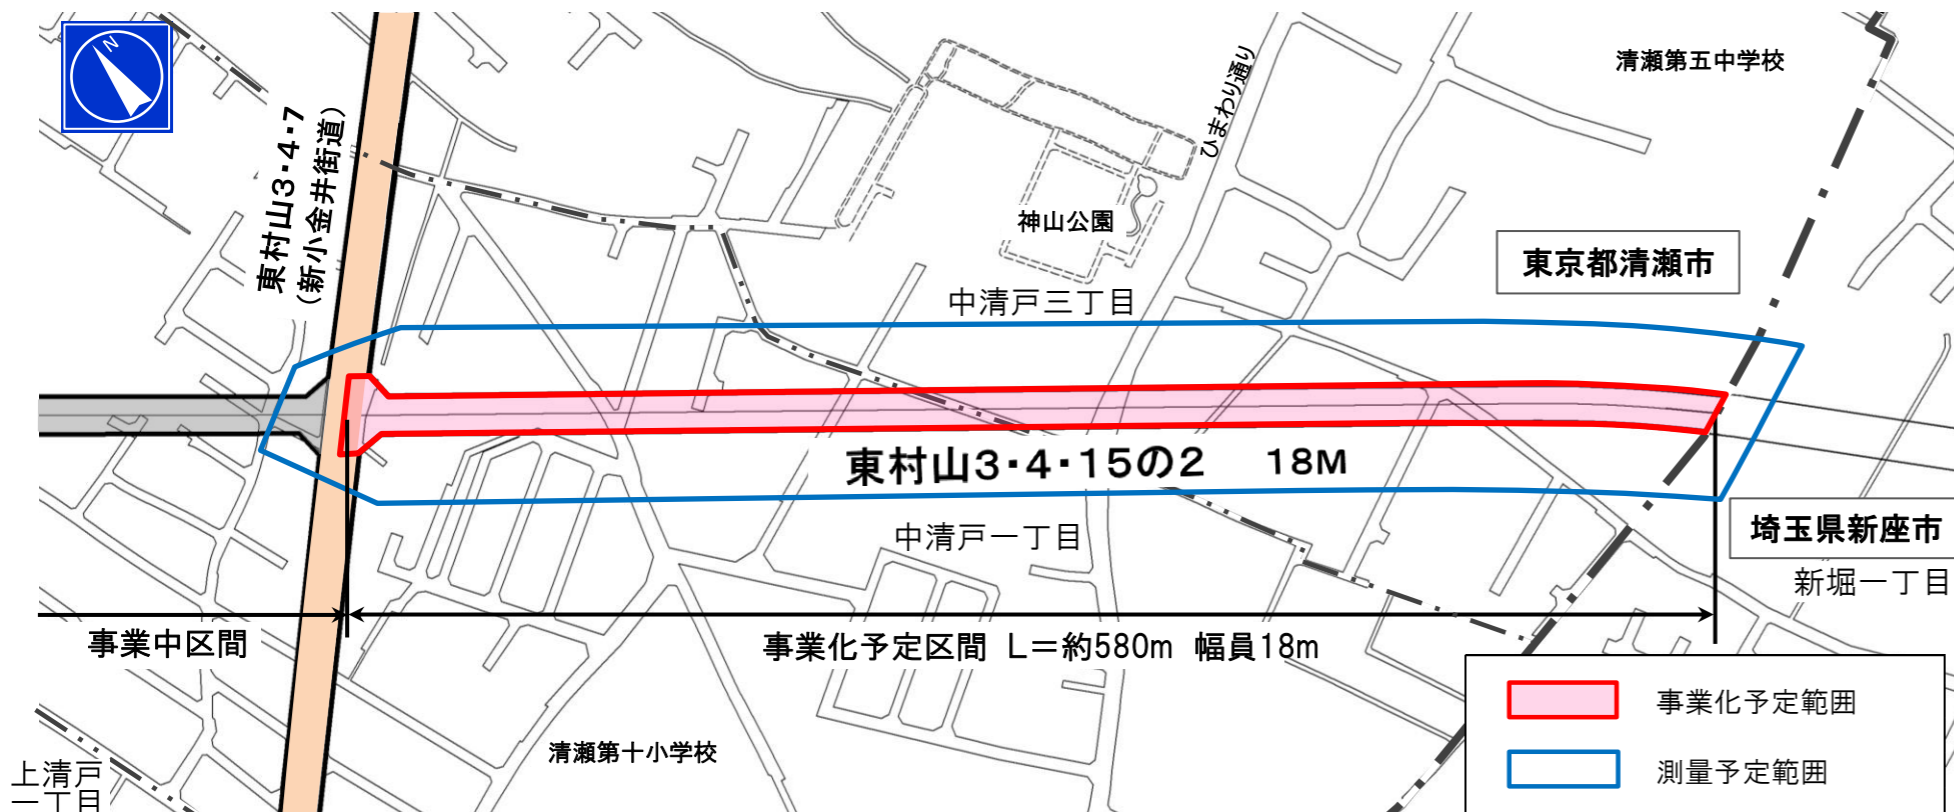 N
清瀬第五中学校
ひまわり通り
東村山3・4・7
（新小金井街道）
神山公園
東京都清瀬市
中清戸三丁目
東村山3・4・15の2 18M
埼玉県新座市
中清戸一丁目
新堀一丁目
事業中区間
事業化予定区間 L＝約580m 幅員18m
事業化予定範囲
清瀬第十小学校
測量予定範囲
上清戸
一丁目